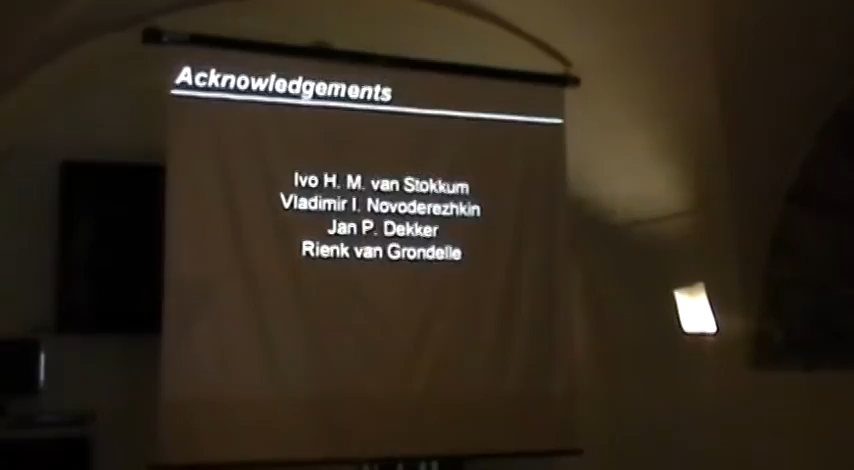 Acknowledgements
Ivo H. M. van Stokkum
Vladimir I. Novoderezhkin
Jan P. Dekker
Rienk van Grondelle